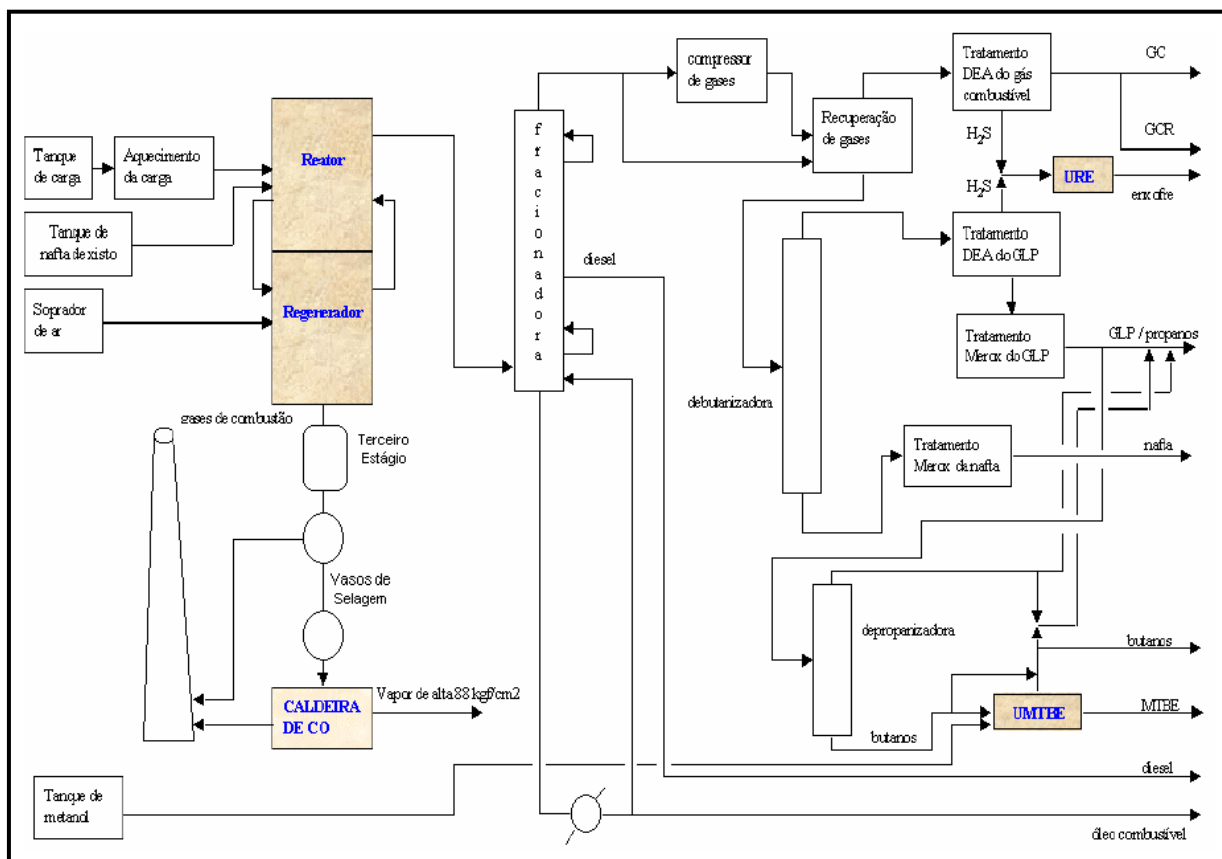 compressor
de gases
Tratamento
DEA do gás
combustível
GC
GCR
H₂S
H₂S
URE
enxofre
Recuperação
de gases
Tanque
de carga
Aquecimento
da carga
Reator
Tanque de
nafta de xisto
Regenerador
Soprador
de ar
fracionadora
diesel
Tratamento
DEA do GLP
Tratamento
Merox do GLP
GLP / propanos
debutanizadora
Tratamento
Merox da nafta
nafta
gases de combustão
Terceiro
Estágio
Vasos de
Selagem
CALDEIRA
DE CO
Vapor de alta 88 kgf/cm2
depropanizadora
butanos
butanos
UMTBE
MTBE
diesel
Tanque de
metanol
óleo combustível